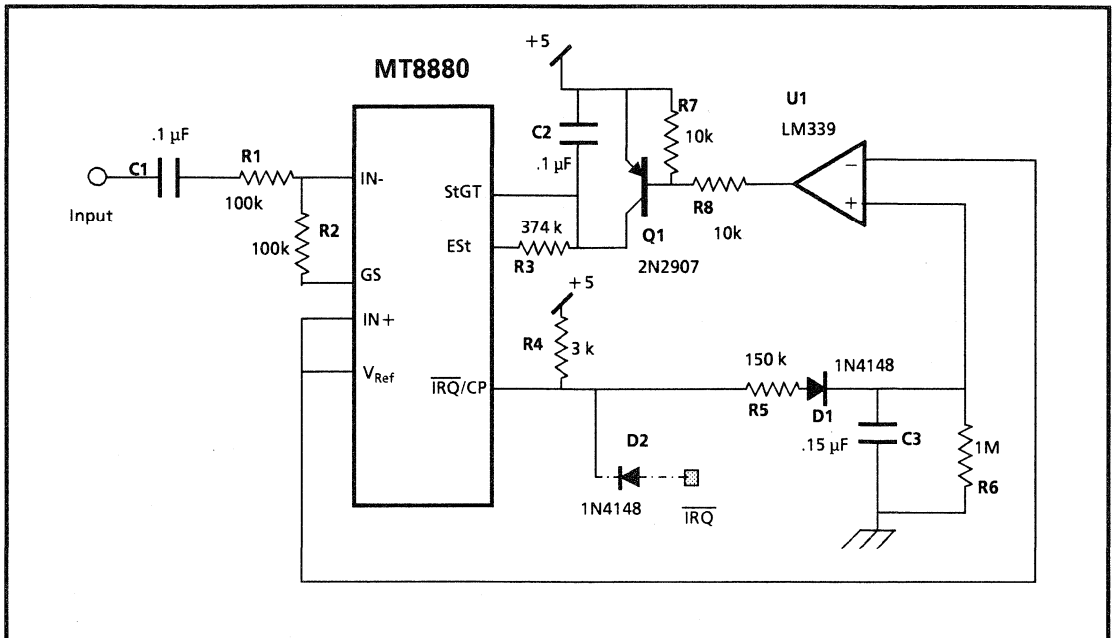 MT8880
+5
.1 µF
C1
R1
100k
Input
R2
100k
IN-
GS
IN+
VRef
StGT
ESt
IRQ/CP
C2
.1 µF
R7
10k
R8
10k
U1
LM339
−
+
374 k
R3
Q1
2N2907
+5
R4
3 k
150 k
R5
1N4148
D1
.15 µF
C3
1M
R6
D2
1N4148
IRQ